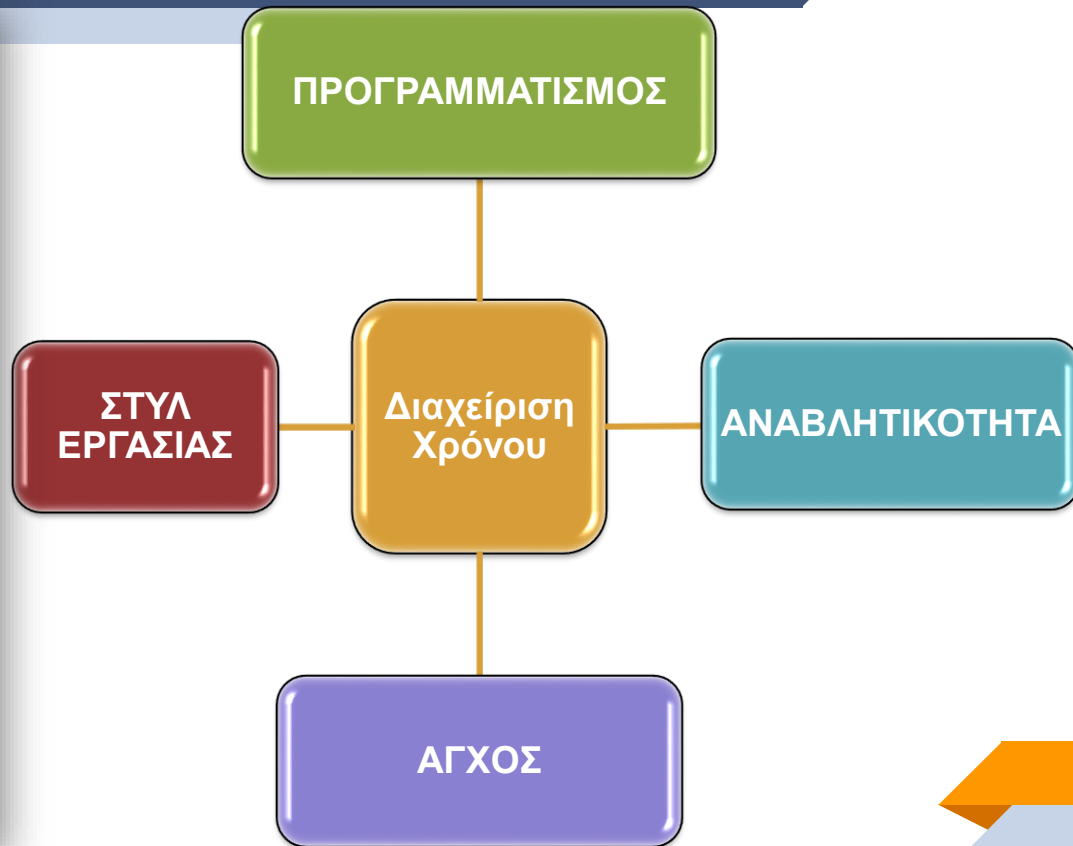 ΠΡΟΓΡΑΜΜΑΤΙΣΜΟΣ
ΣΤΥΛ
ΕΡΓΑΣΙΑΣ
Διαχείριση
Χρόνου
ΑΝΑΒΛΗΤΙΚΟΤΗΤΑ
ΑΓΧΟΣ